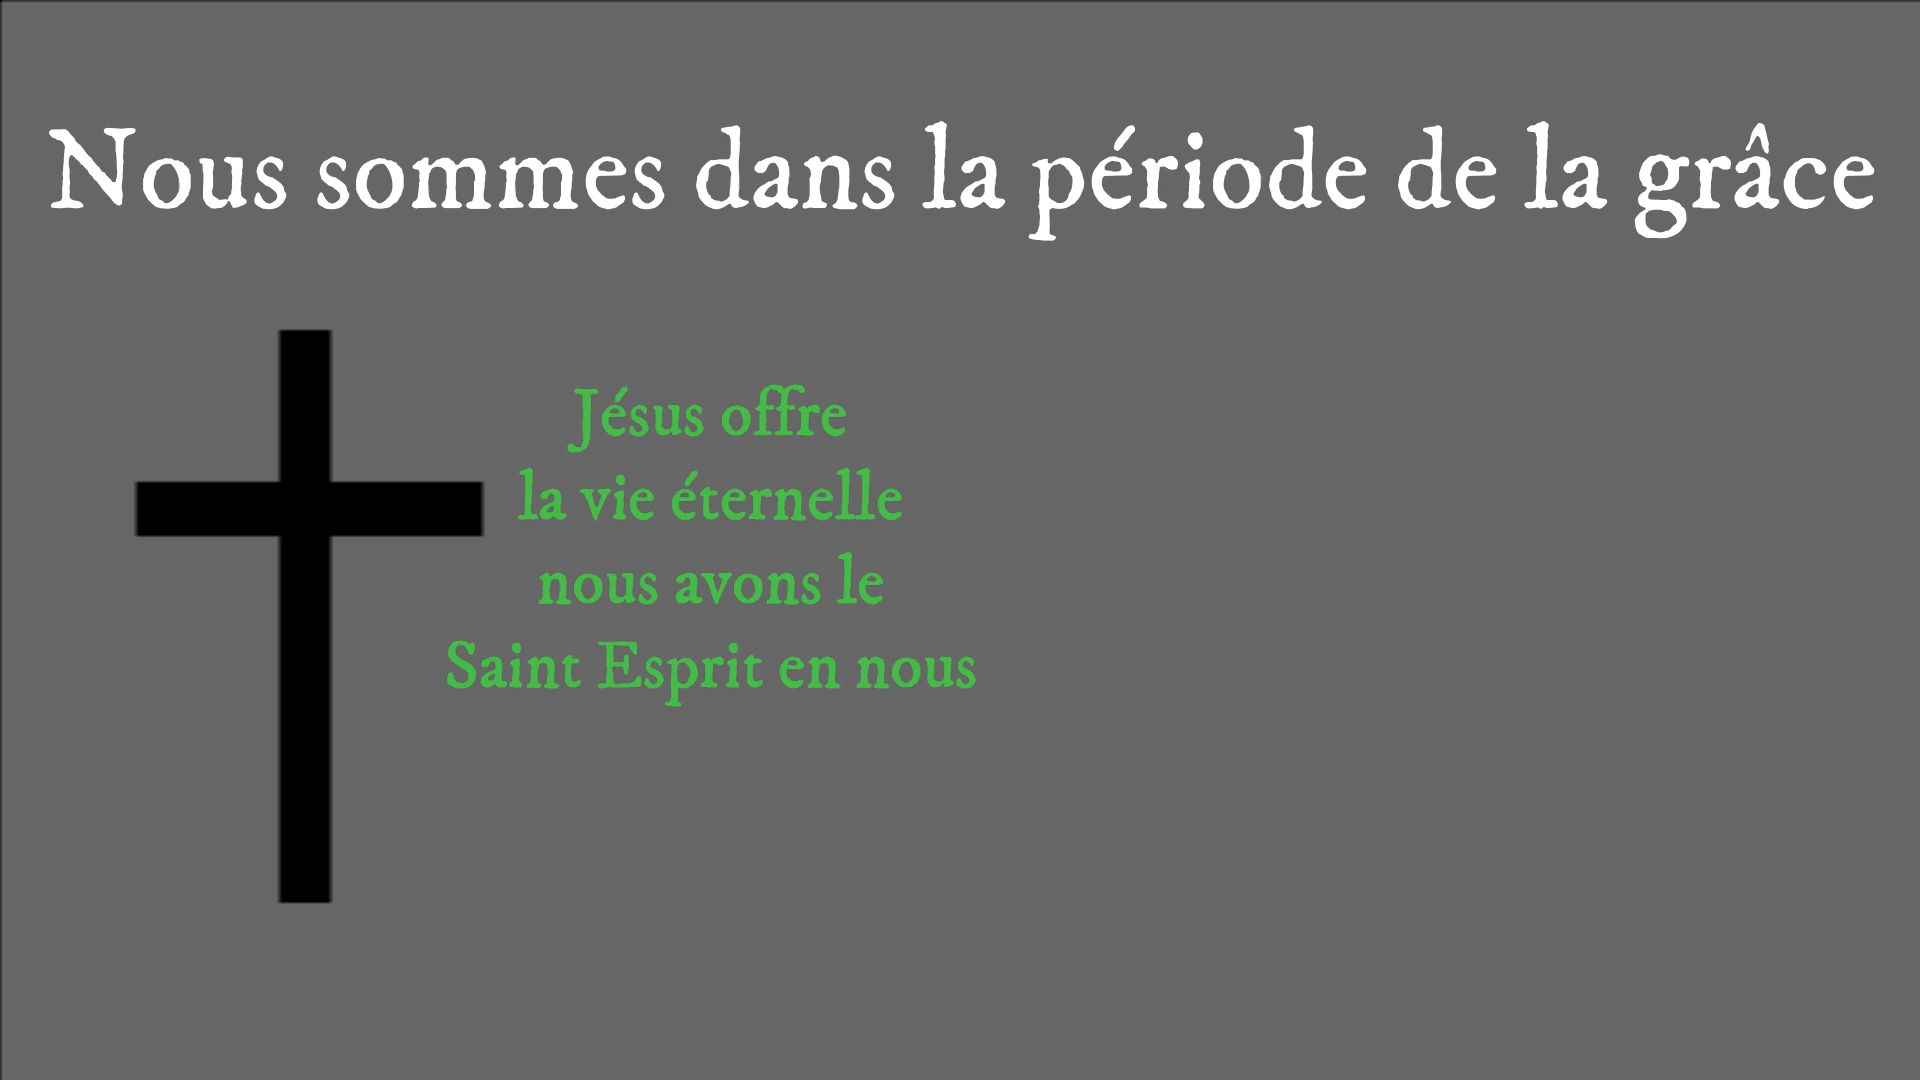 Nous sommes dans la période de la grâce
Jésus offre
la vie éternelle
nous avons le
Saint Esprit en nous